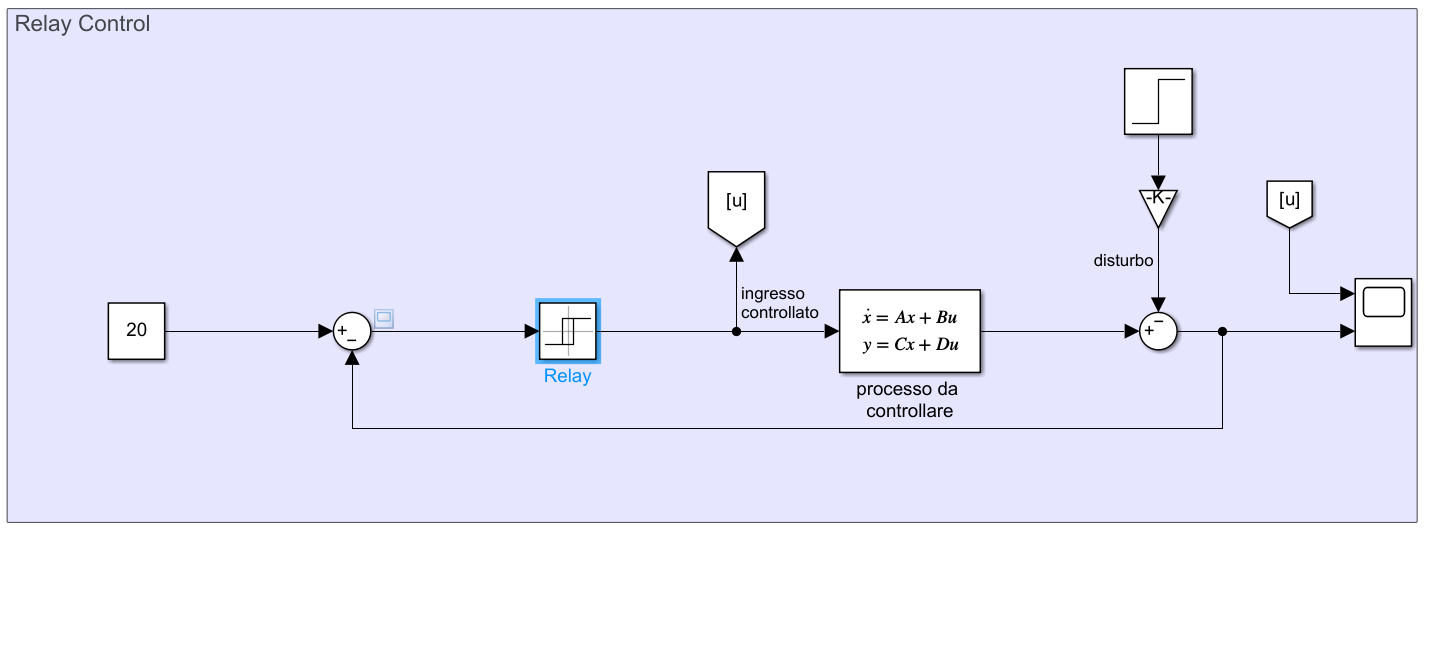 Relay Control
-K-
[u]
[u]
disturbo
ingresso
controllato
20
+
−
Relay
ẋ = Ax + Bu
y = Cx + Du
processo da
controllare
−
+